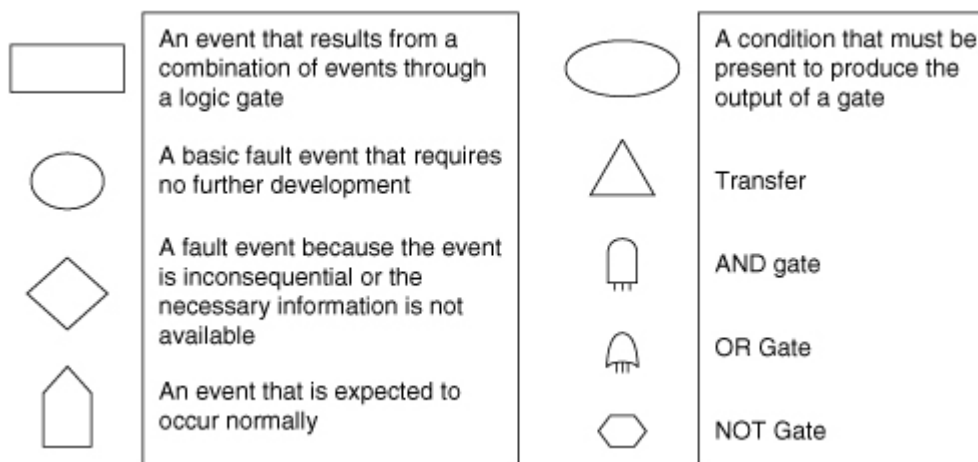 An event that results from a
combination of events through
a logic gate
A basic fault event that requires
no further development
A fault event because the event
is inconsequential or the
necessary information is not
available
An event that is expected to
occur normally
A condition that must be
present to produce the
output of a gate
Transfer
AND gate
OR Gate
NOT Gate